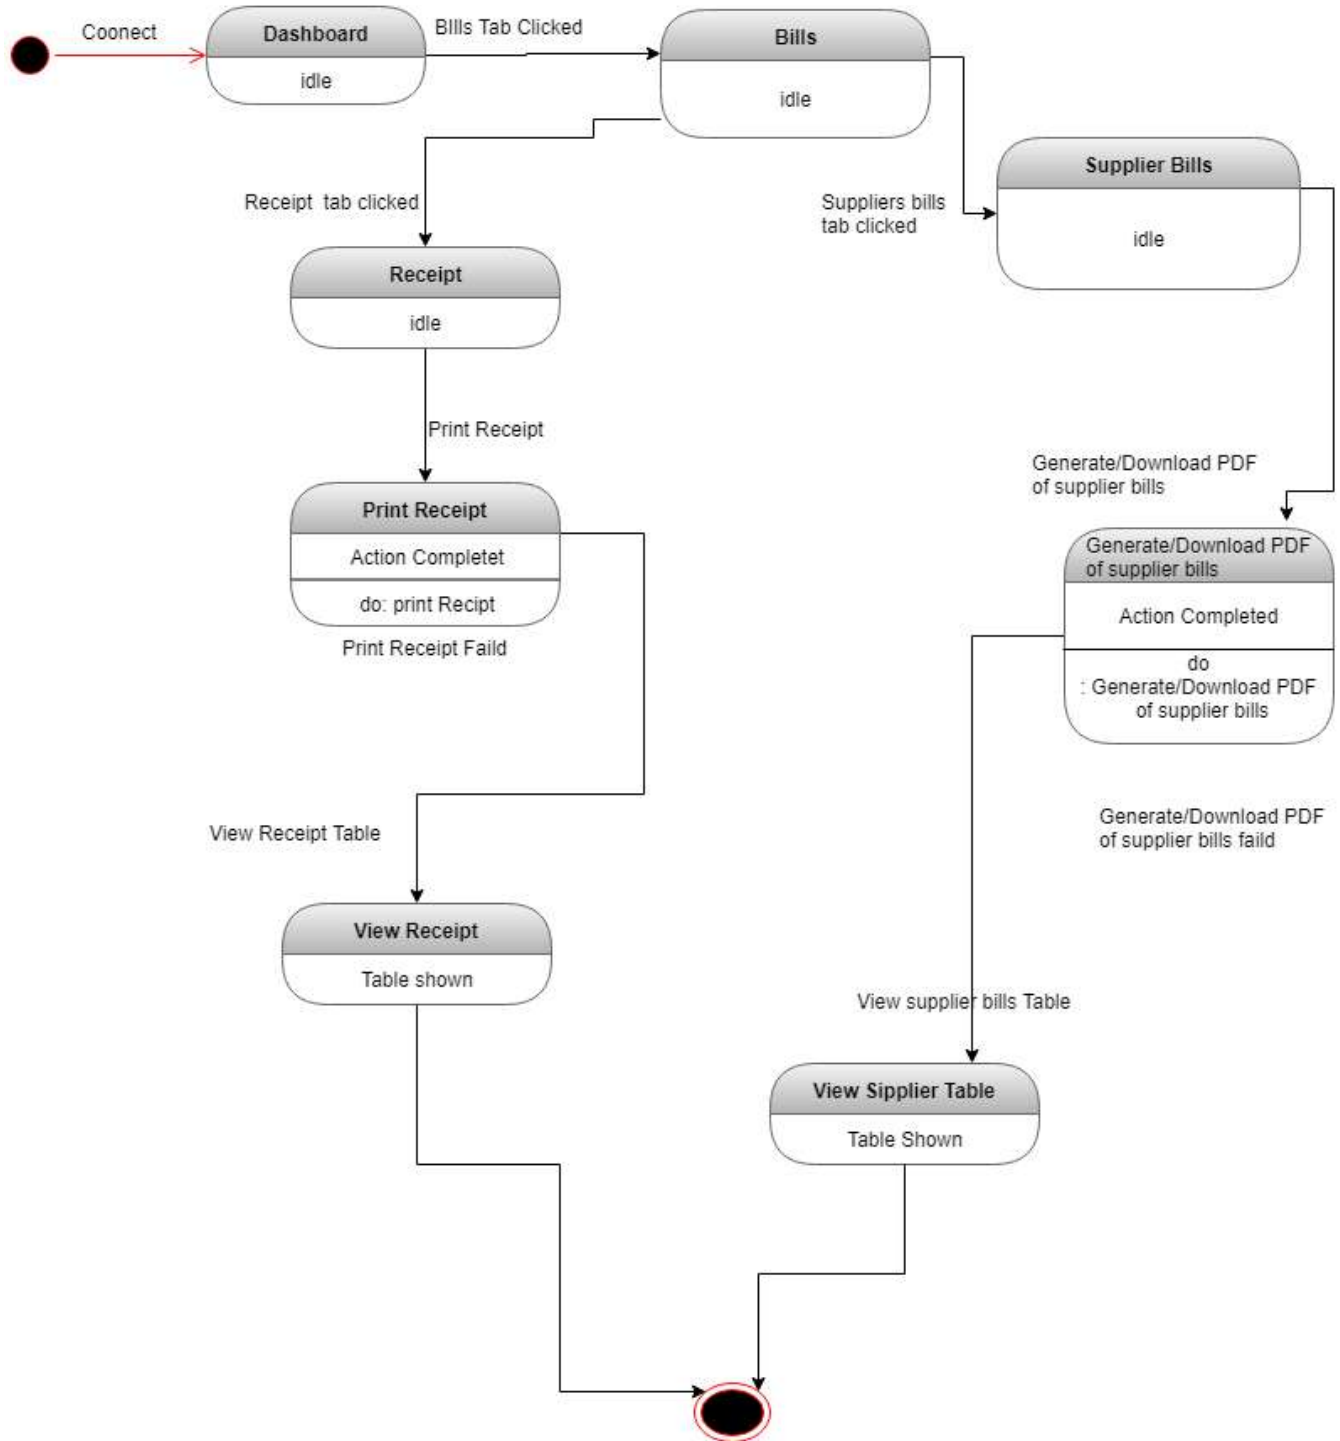 Coonect
Dashboard
idle
BIlls Tab Clicked
Bills
idle
Supplier Bills
idle
Receipt  tab clicked
Suppliers bills
tab clicked
Receipt
idle
Print Receipt
Generate/Download PDF
of supplier bills
Print Receipt
Action Completet
do: print Recipt
Print Receipt Faild
Generate/Download PDF
of supplier bills
Action Completed
do
: Generate/Download PDF
of supplier bills
Generate/Download PDF
of supplier bills faild
View Receipt Table
View Receipt
Table shown
View supplier bills Table
View Sipplier Table
Table Shown